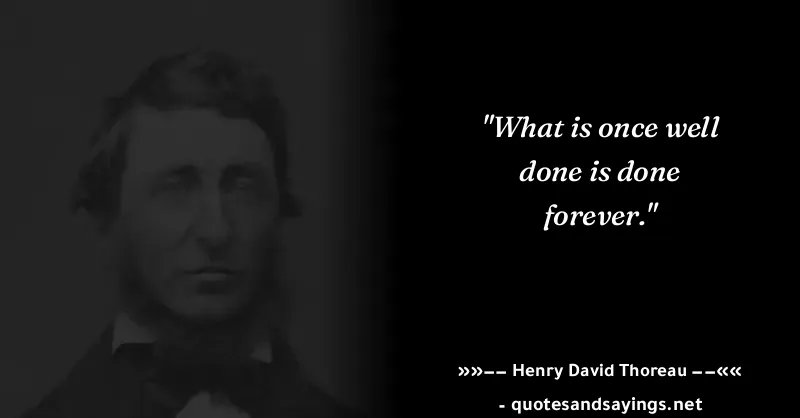 "What is once well
done is done
forever."
»»−− Henry David Thoreau −−««
- quotesandsayings.net